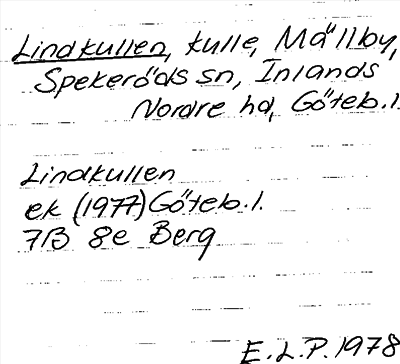 Lindkullen, kulle, Mällby,
Spekeröds sn, Inlands
Nordre hd, Göteb. l.
Lindkullen
ek (1977) Göteb. l.
7B 8e Berg
E.L.P. 1978